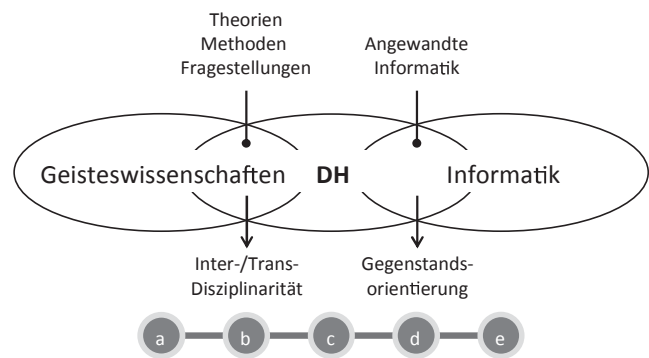 Theorien
Methoden
Fragestellungen
Angewandte
Informatik
Geisteswissenschaften DH Informatik
Inter-/Trans-
Disziplinarität
Gegenstands-
orientierung
a b c d e